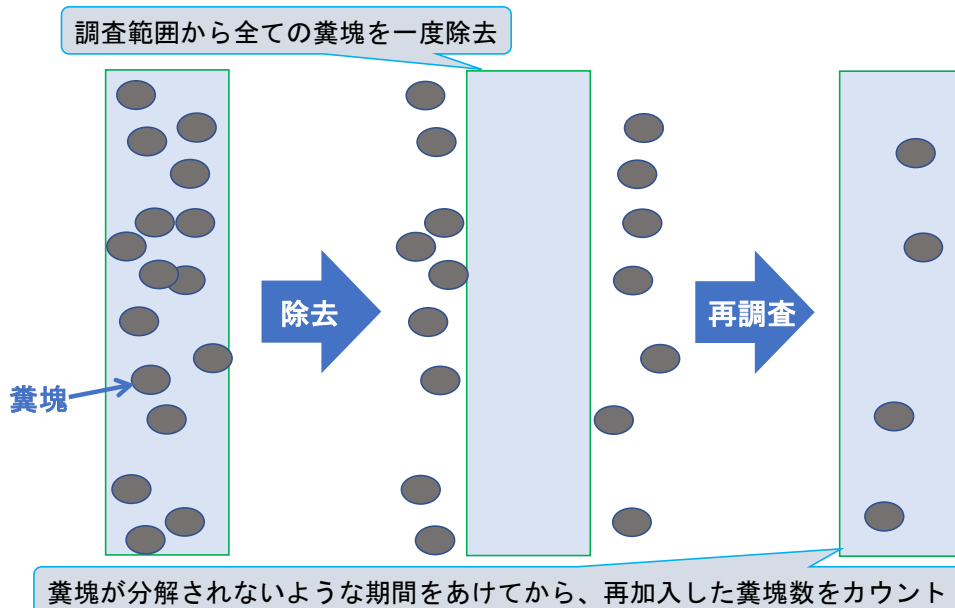 調査範囲から全ての糞塊を一度除去
除去
再調査
糞塊
糞塊が分解されないような期間をあけてから、再加入した糞塊数をカウント